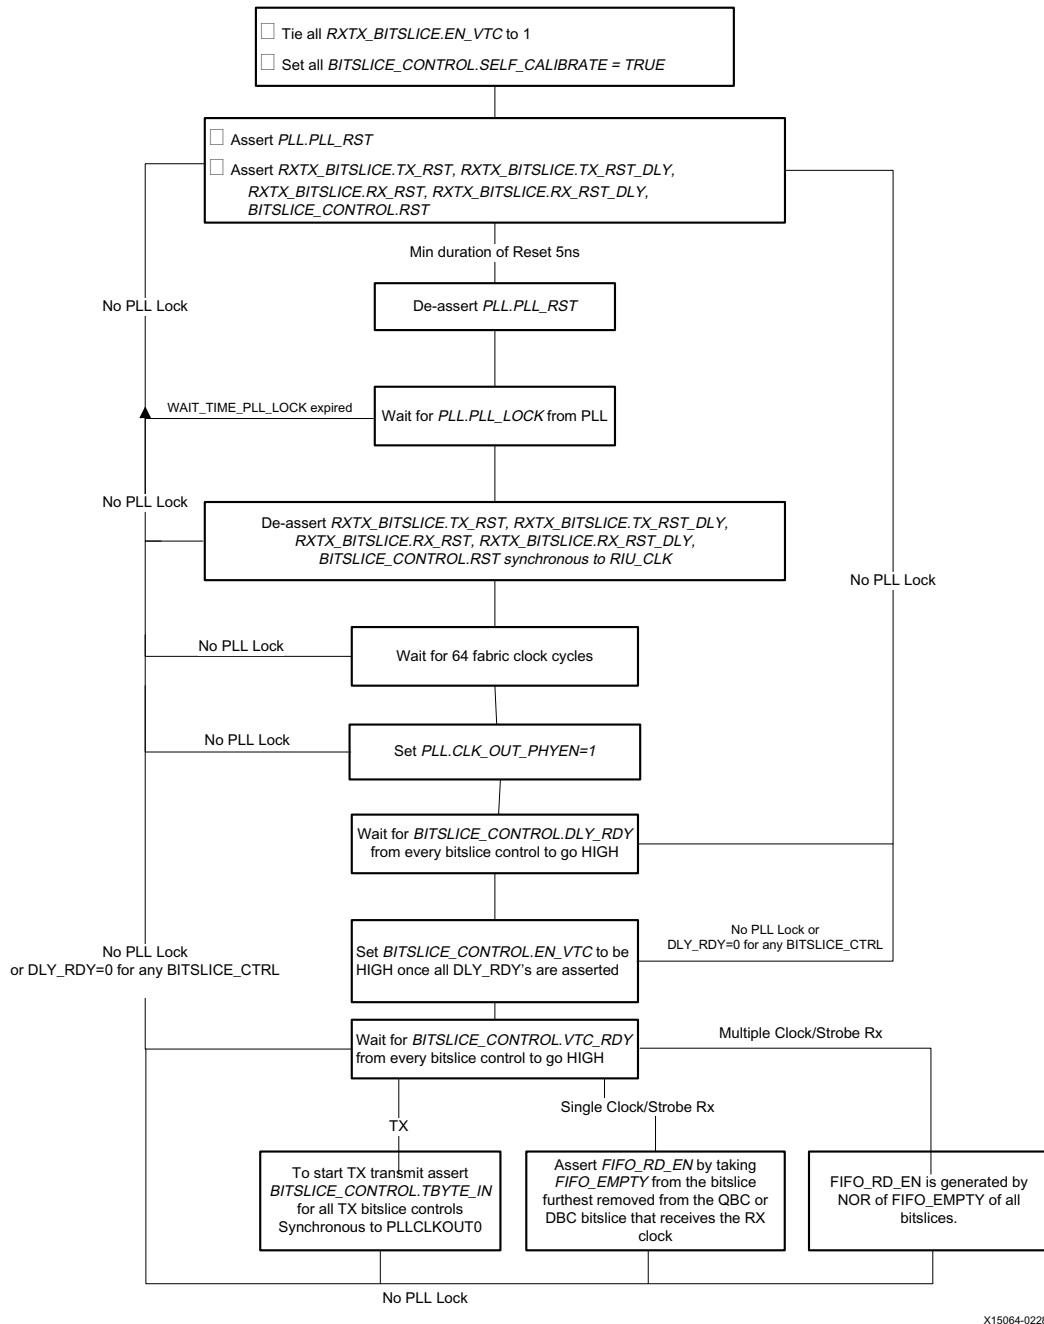 Tie all RXTX_BITSLICE.EN_VTC to 1
Set all BITSLICE_CONTROL.SELF_CALIBRATE = TRUE
Assert PLL.PLL_RST
Assert RXTX_BITSLICE.TX_RST, RXTX_BITSLICE.TX_RST_DLY,
RXTX_BITSLICE.RX_RST, RXTX_BITSLICE.RX_RST_DLY,
BITSLICE_CONTROL.RST
Min duration of Reset 5ns
No PLL Lock
De-assert PLL.PLL_RST
WAIT_TIME_PLL_LOCK expired
Wait for PLL.PLL_LOCK from PLL
No PLL Lock
De-assert RXTX_BITSLICE.TX_RST, RXTX_BITSLICE.TX_RST_DLY,
RXTX_BITSLICE.RX_RST, RXTX_BITSLICE.RX_RST_DLY,
BITSLICE_CONTROL.RST synchronous to RIU_CLK
No PLL Lock
No PLL Lock
Wait for 64 fabric clock cycles
No PLL Lock
Set PLL.CLK_OUT_PHYEN=1
Wait for BITSLICE_CONTROL.DLY_RDY
from every bitslice control to go HIGH
No PLL Lock or
DLY_RDY=0 for any BITSLICE_CTRL
Set BITSLICE_CONTROL.EN_VTC to be
HIGH once all DLY_RDY's are asserted
No PLL Lock
or DLY_RDY=0 for any BITSLICE_CTRL
Wait for BITSLICE_CONTROL.VTC_RDY
from every bitslice control to go HIGH
Multiple Clock/Strobe Rx
Single Clock/Strobe Rx
TX
To start TX transmit assert
BITSLICE_CONTROL.TBYTE_IN
for all TX bitslice controls
Synchronous to PLLCLKOUT0
Assert FIFO_RD_EN by taking
FIFO_EMPTY from the bitslice
furthest removed from the QBC or
DBC bitslice that receives the RX
clock
FIFO_RD_EN is generated by
NOR of FIFO_EMPTY of all
bitslices.
No PLL Lock
X15064-0228